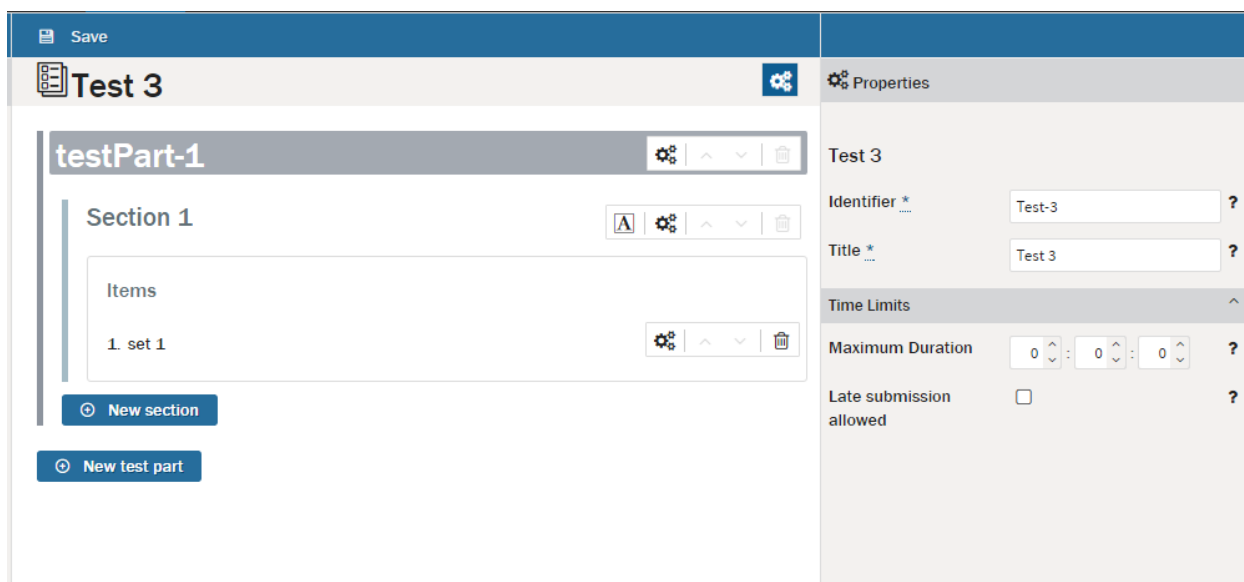 Save
Test 3
Properties
testPart-1
Test 3
Identifier *
Test-3
?
Section 1
A
Title *
Test 3
?
Items
Time Limits
1. set 1
Maximum Duration
0 : 0 : 0
?
New section
Late submission
allowed
?
New test part